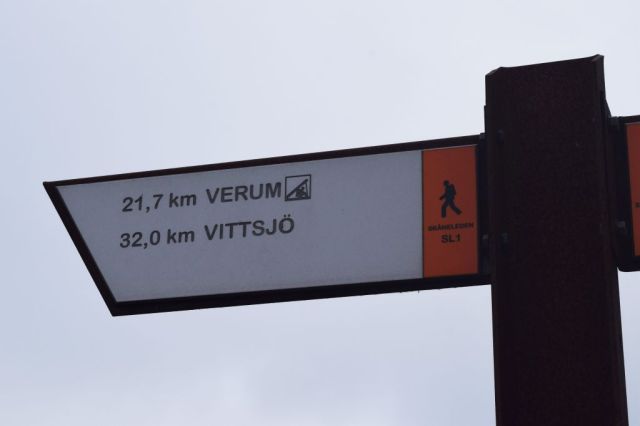 21,7 km VERUM
32,0 km VITTSJÖ
SKÅNELEDEN
SL1